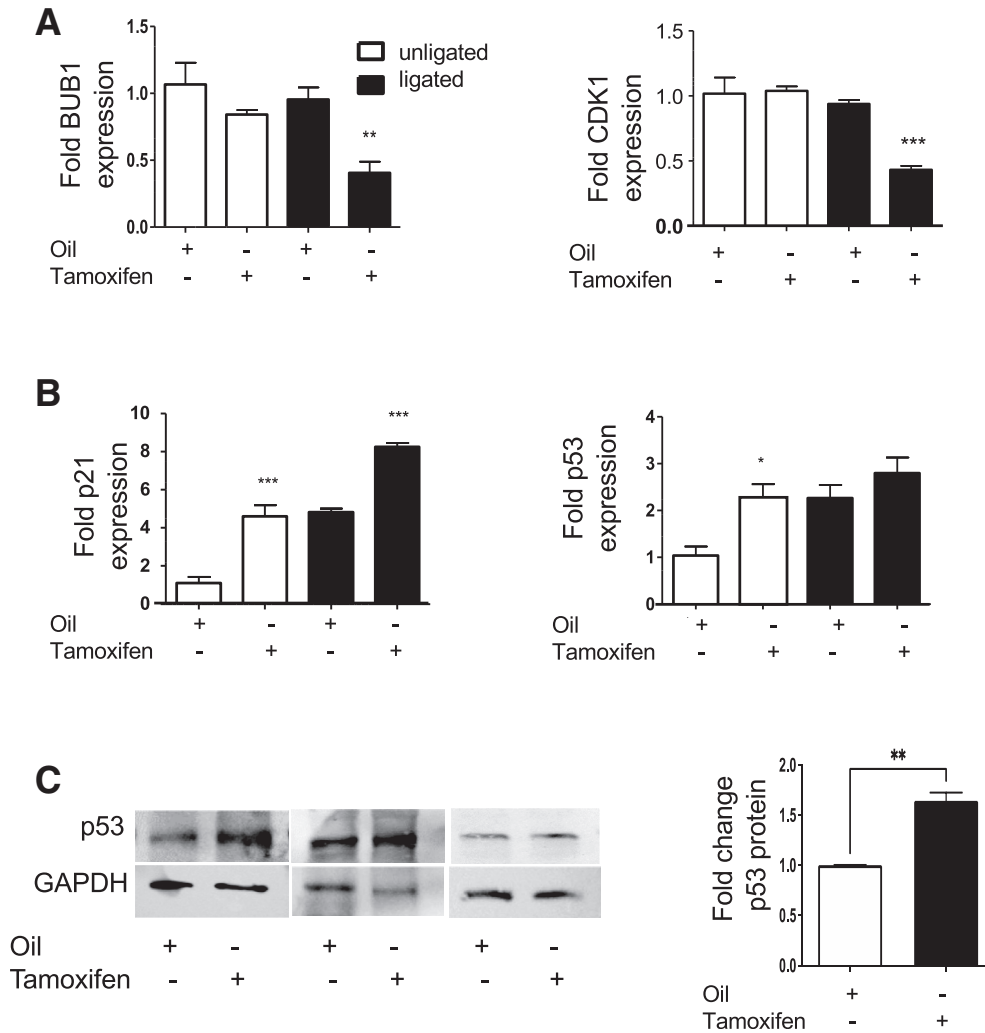 A
Fold BUB1
expression
1.5
1.0
0.5
0.0
**
unligated
ligated
Oil + - + -
Tamoxifen - + - +
Fold CDK1
expression
1.5
1.0
0.5
0.0
***
Oil + - + -
Tamoxifen - + - +
B
Fold p21
expression
10
8
6
4
2
0
***
***
Oil + - + -
Tamoxifen - + - +
Fold p53
expression
4
3
2
1
0
*
Oil + - + -
Tamoxifen - + - +
C
p53
GAPDH
Oil + - + - + -
Tamoxifen - + - + - +
Fold change
p53 protein
2.0
1.5
1.0
0.5
0.0
**
Oil + -
Tamoxifen - +